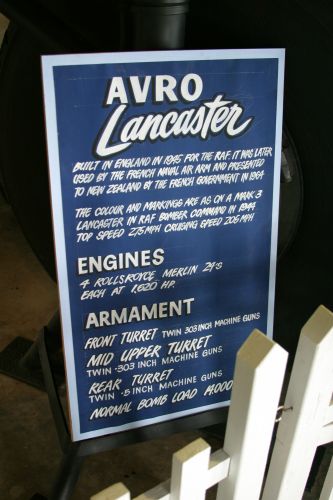 AVRO
Lancaster
BUILT IN ENGLAND IN 1945 FOR THE R.A.F. IT WAS LATER
USED BY THE FRENCH NAVAL AIR ARM AND PRESENTED
TO NEW ZEALAND BY THE FRENCH GOVERNMENT IN 1964
THE COLOUR AND MARKINGS ARE AS ON A MARK 3
LANCASTER IN R.A.F BOMBER COMMAND IN 1944
TOP SPEED 275 MPH CRUISING SPEED 206 MPH
ENGINES
4 ROLLSROYCE MERLIN 24'S
EACH AT 1,620 H.P.
ARMAMENT
FRONT TURRET TWIN .303 INCH MACHINE GUNS
MID UPPER TURRET
TWIN .303 INCH MACHINE GUNS
REAR TURRET
TWIN .5 INCH MACHINE GUNS
NORMAL BOMB LOAD 14,000